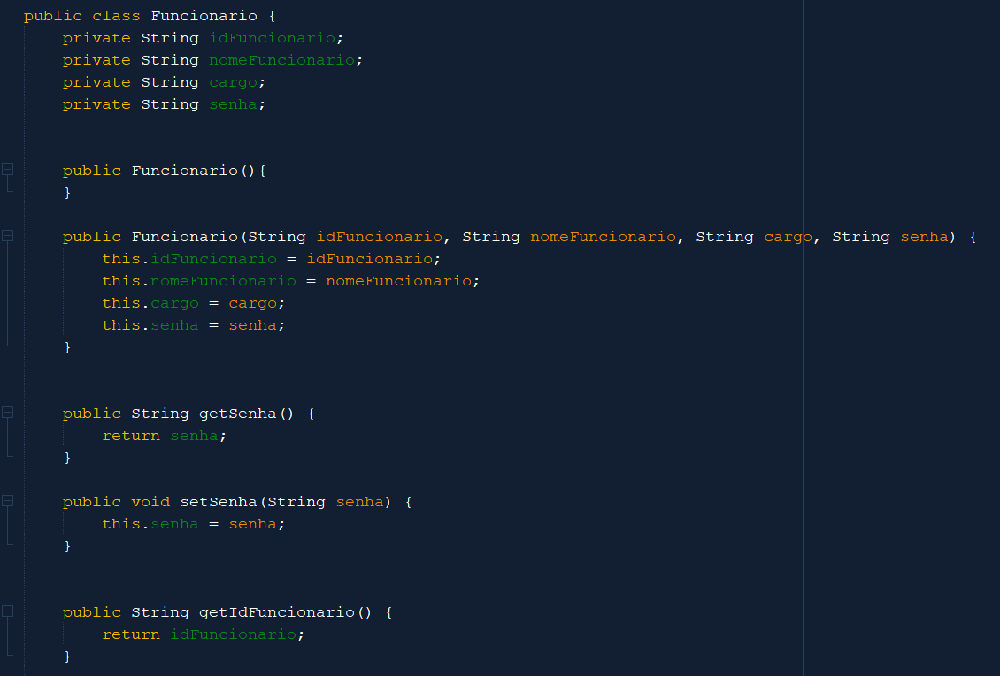 public class Funcionario {
    private String idFuncionario;
    private String nomeFuncionario;
    private String cargo;
    private String senha;
    public Funcionario(){
    }
    public Funcionario(String idFuncionario, String nomeFuncionario, String cargo, String senha) {
        this.idFuncionario = idFuncionario;
        this.nomeFuncionario = nomeFuncionario;
        this.cargo = cargo;
        this.senha = senha;
    }
    public String getSenha() {
        return senha;
    }
    public void setSenha(String senha) {
        this.senha = senha;
    }
    public String getIdFuncionario() {
        return idFuncionario;
    }